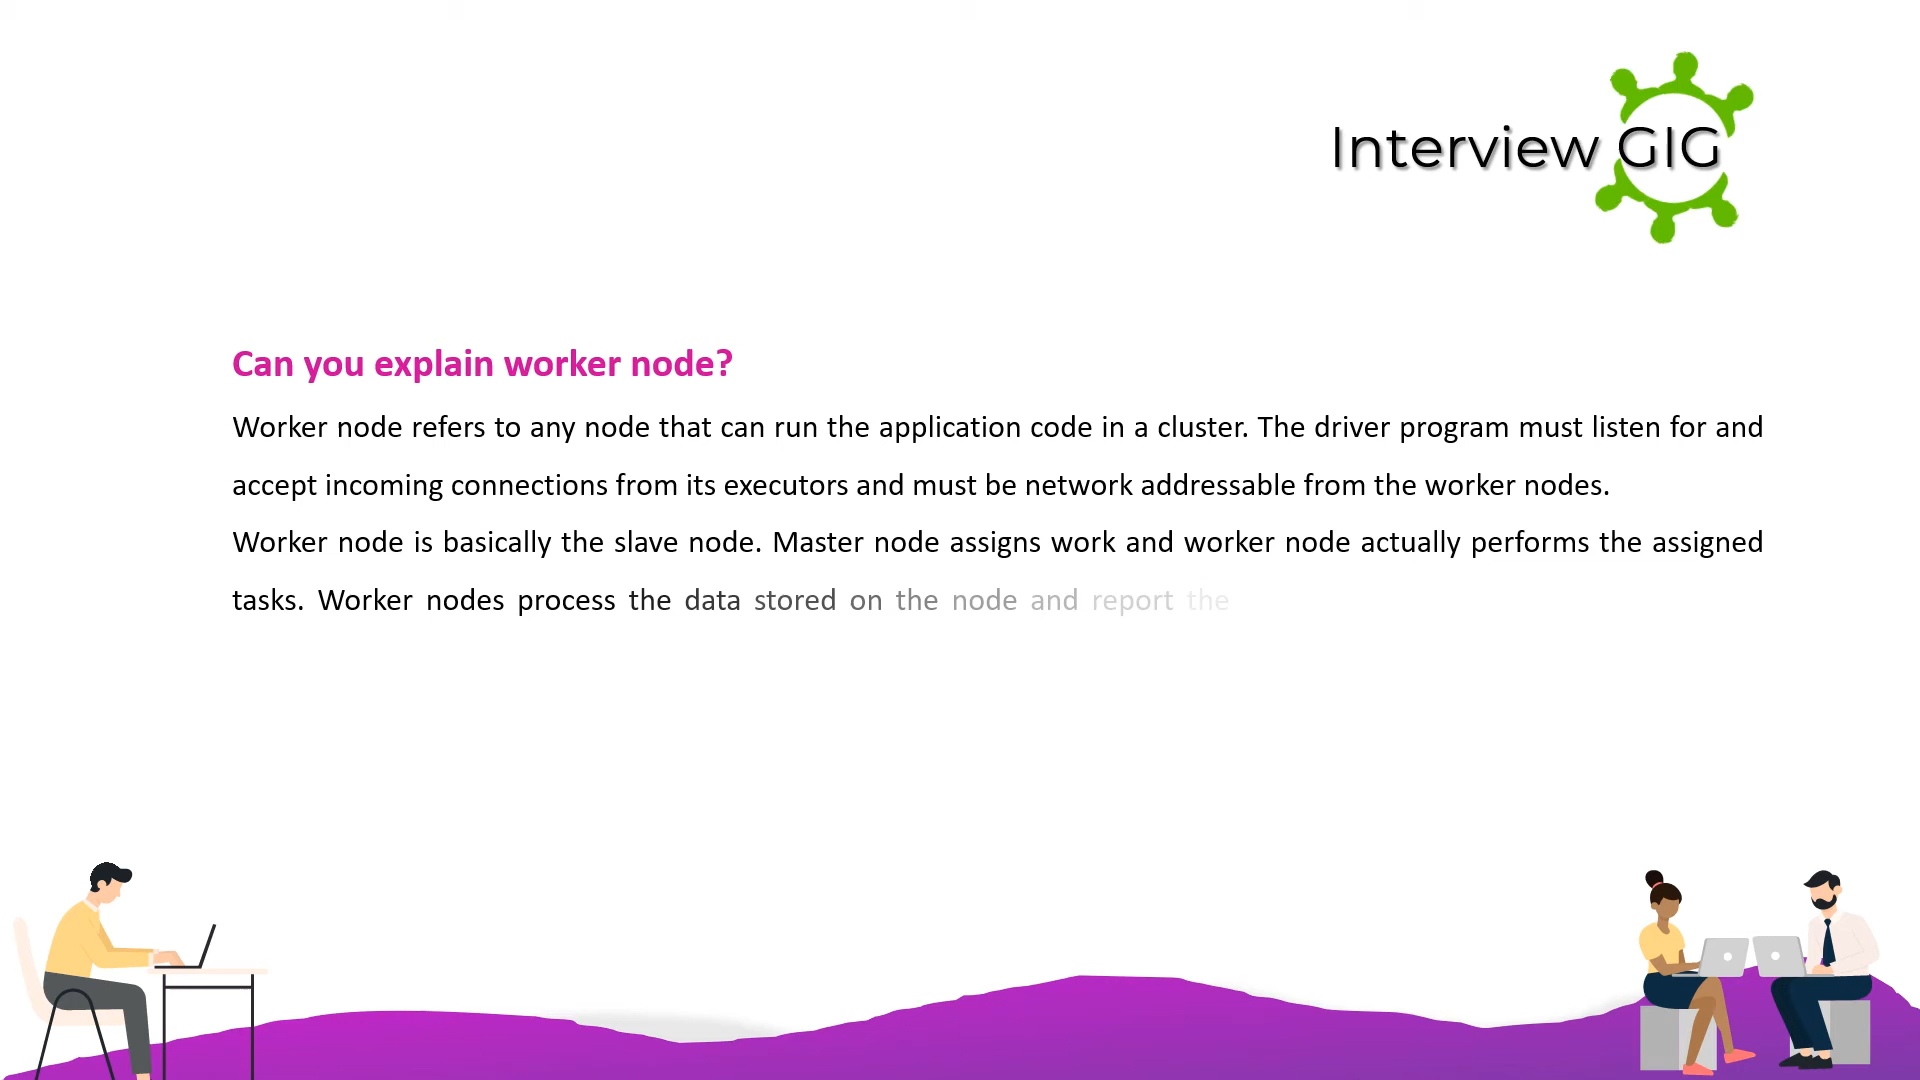 Interview GIG
Can you explain worker node?
Worker node refers to any node that can run the application code in a cluster. The driver program must listen for and
accept incoming connections from its executors and must be network addressable from the worker nodes.
Worker node is basically the slave node. Master node assigns work and worker node actually performs the assigned
tasks. Worker nodes process the data stored on the node and report the